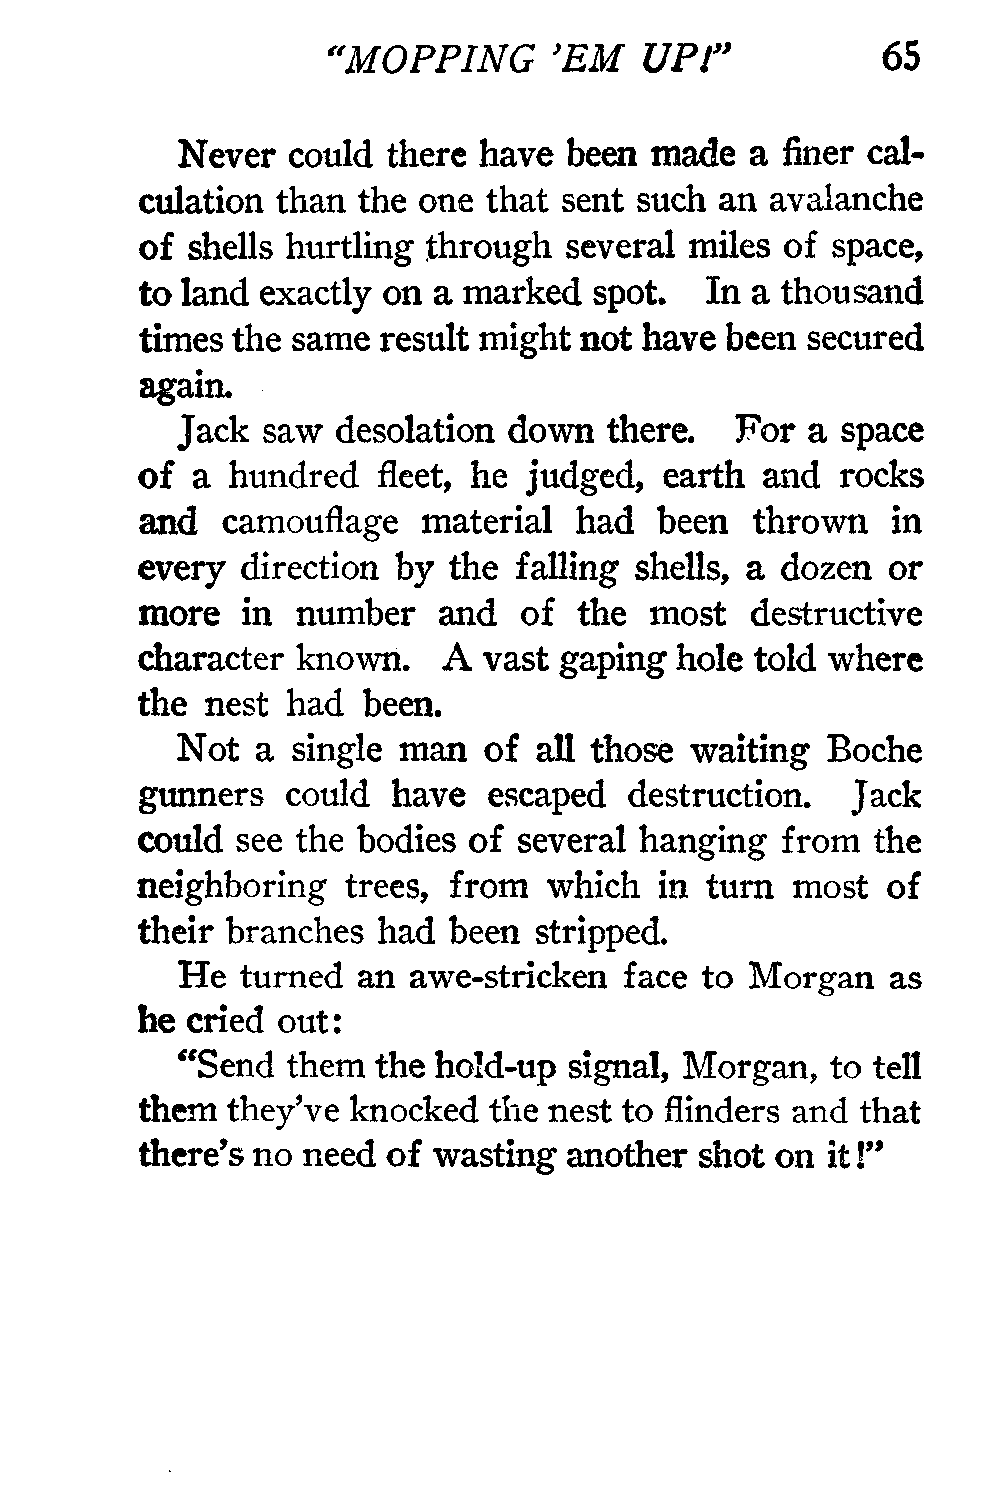 "MOPPING 'EM UP!" 65
Never could there have been made a finer cal-
culation than the one that sent such an avalanche
of shells hurtling through several miles of space,
to land exactly on a marked spot. In a thousand
times the same result might not have been secured
again.
Jack saw desolation down there. For a space
of a hundred fleet, he judged, earth and rocks
and camouflage material had been thrown in
every direction by the falling shells, a dozen or
more in number and of the most destructive
character known. A vast gaping hole told where
the nest had been.
Not a single man of all those waiting Boche
gunners could have escaped destruction. Jack
could see the bodies of several hanging from the
neighboring trees, from which in turn most of
their branches had been stripped.
He turned an awe-stricken face to Morgan as
he cried out:
"Send them the hold-up signal, Morgan, to tell
them they've knocked the nest to flinders and that
there's no need of wasting another shot on it!"